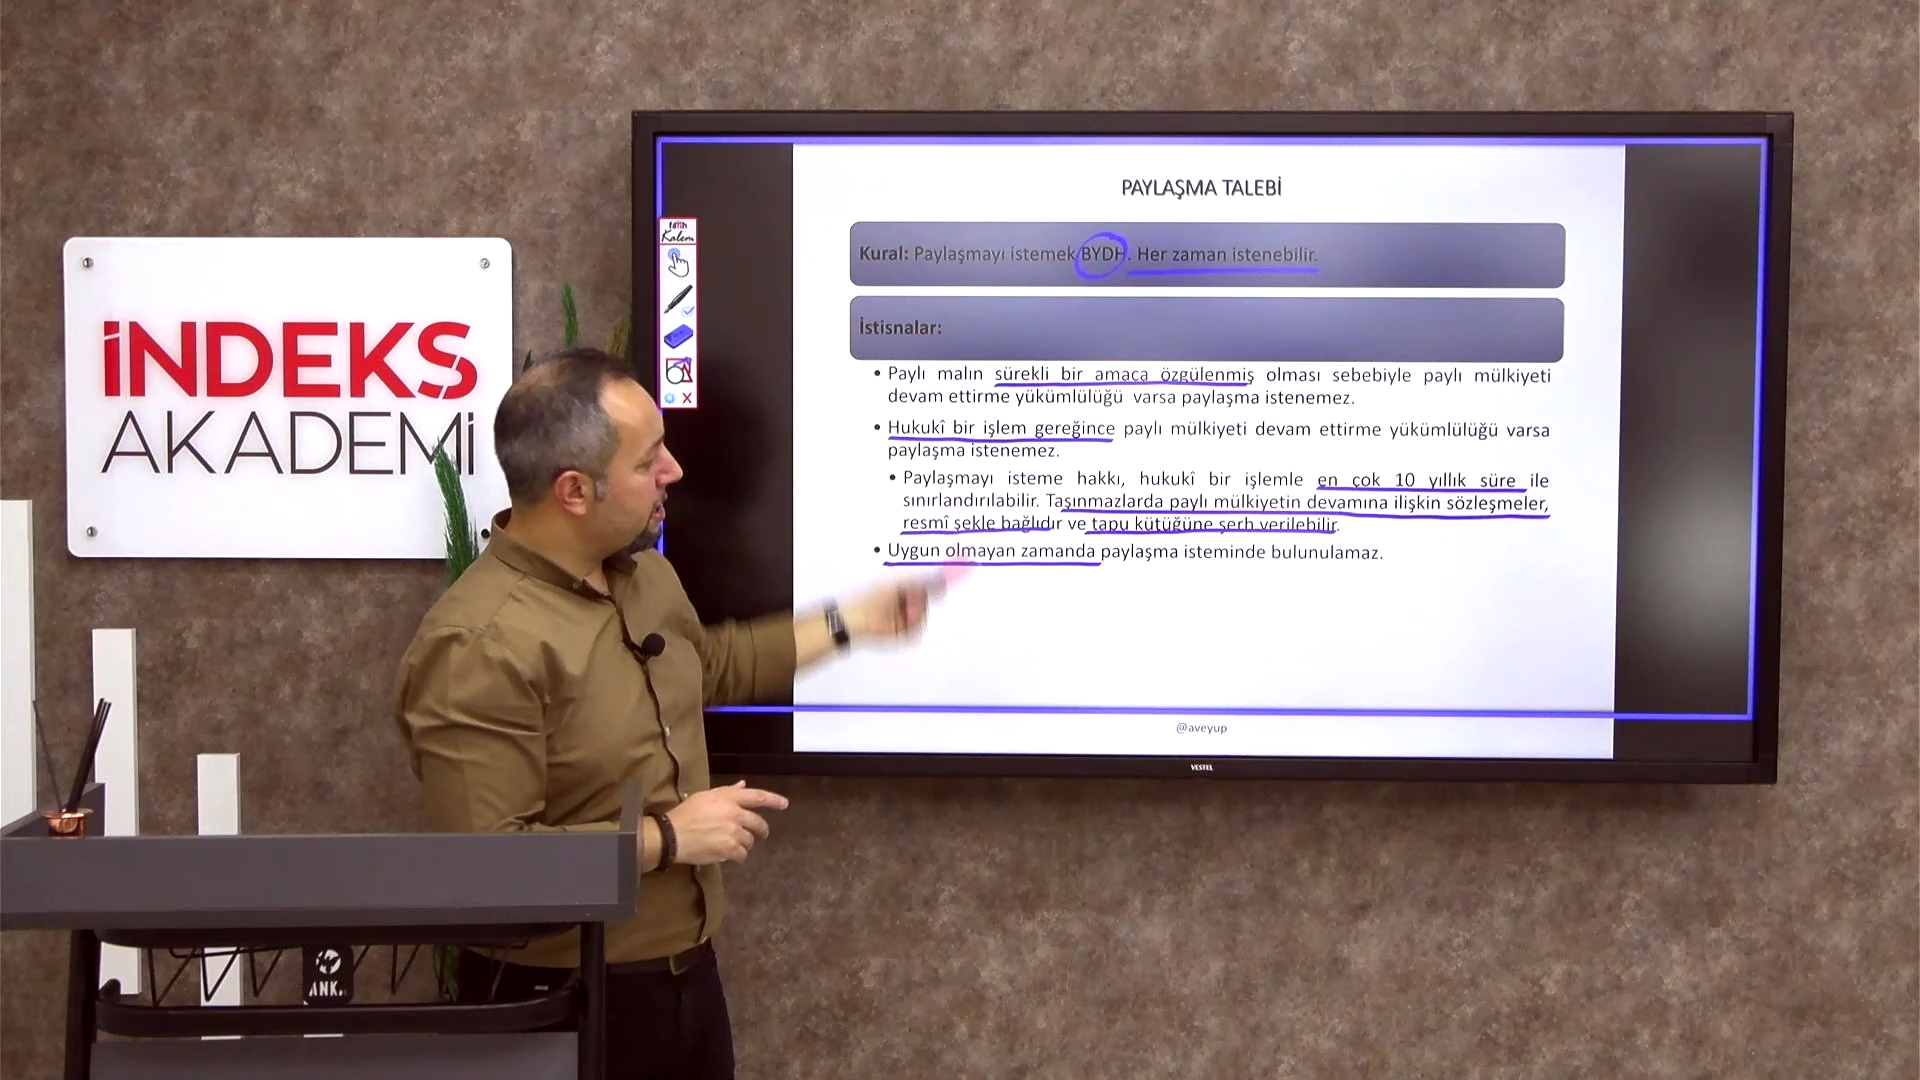 İNDEKS
AKADEMİ
fatih
Kalem
PAYLAŞMA TALEBİ
Kural: Paylaşmayı istemek BYDH. Her zaman istenebilir.
İstisnalar:
• Paylı malın sürekli bir amaca özgülenmiş olması sebebiyle paylı mülkiyeti
devam ettirme yükümlülüğü varsa paylaşma istenemez.
• Hukukî bir işlem gereğince paylı mülkiyeti devam ettirme yükümlülüğü varsa
paylaşma istenemez.
• Paylaşmayı isteme hakkı, hukukî bir işlemle en çok 10 yıllık süre ile
sınırlandırılabilir. Taşınmazlarda paylı mülkiyetin devamına ilişkin sözleşmeler,
resmî şekle bağlıdır ve tapu kütüğüne şerh verilebilir.
• Uygun olmayan zamanda paylaşma isteminde bulunulamaz.
@aveyup
VESTEL